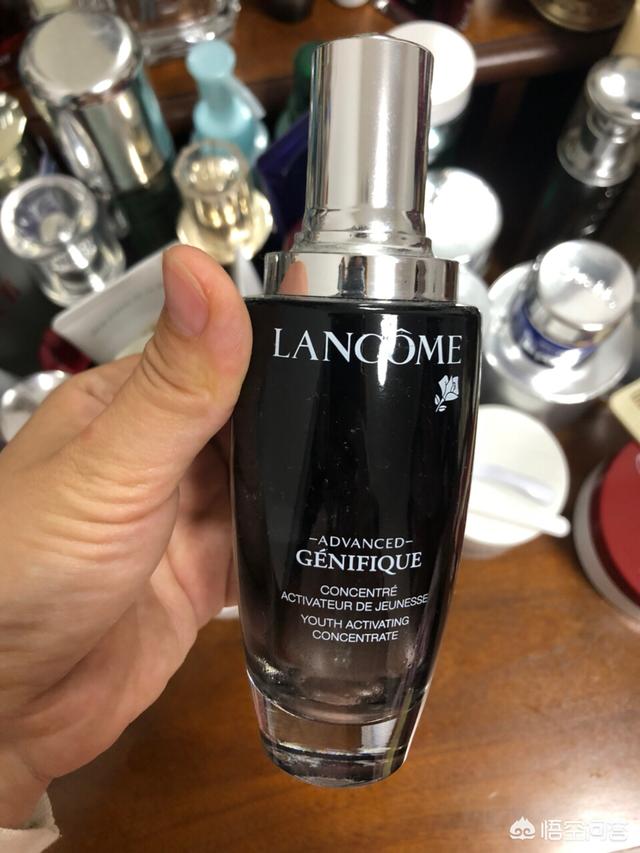 LANCÔME
-ADVANCED-
GÉNIFIQUE
CONCENTRÉ
ACTIVATEUR DE JEUNESSE
YOUTH ACTIVATING
CONCENTRATE
悟空问答